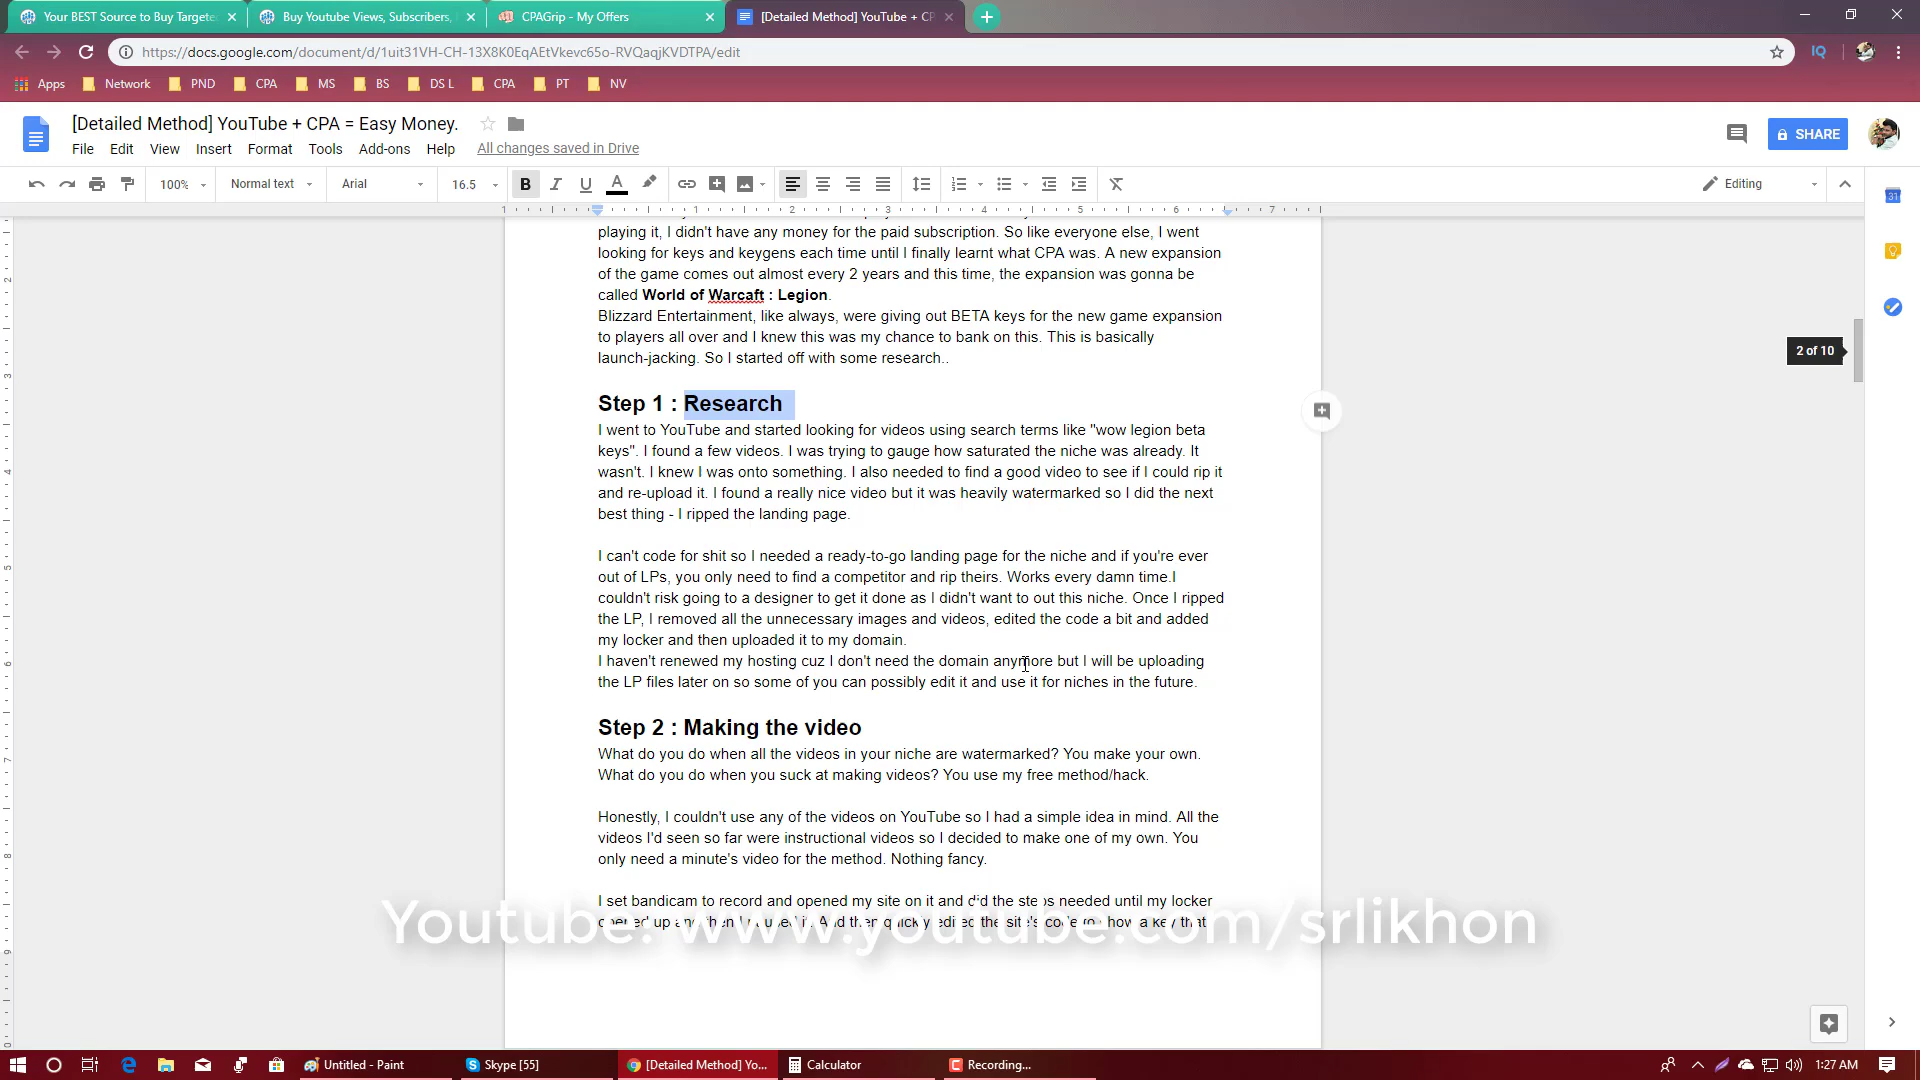 Your BEST Source to Buy Targete
Buy Youtube Views, Subscribers,
CPAGrip - My Offers
[Detailed Method] YouTube + CP
https://docs.google.com/document/d/1uit31VH-CH-13X8K0EqAEtVkevc65o-RVQaqjKVDTPA/edit
IQ
Apps
Network
PND
CPA
MS
BS
DS L
CPA
PT
NV
[Detailed Method] YouTube + CPA = Easy Money.
File Edit View Insert Format Tools Add-ons Help All changes saved in Drive
SHARE
100% Normal text Arial 16.5 B I U A Editing
1 1 2 3 4 5 6 7
31
playing it, I didn't have any money for the paid subscription. So like everyone else, I went
looking for keys and keygens each time until I finally learnt what CPA was. A new expansion
of the game comes out almost every 2 years and this time, the expansion was gonna be
called World of Warcaft : Legion.
Blizzard Entertainment, like always, were giving out BETA keys for the new game expansion
to players all over and I knew this was my chance to bank on this. This is basically
launch-jacking. So I started off with some research..
2 of 10
Step 1 : Research
I went to YouTube and started looking for videos using search terms like "wow legion beta
keys". I found a few videos. I was trying to gauge how saturated the niche was already. It
wasn't. I knew I was onto something. I also needed to find a good video to see if I could rip it
and re-upload it. I found a really nice video but it was heavily watermarked so I did the next
best thing - I ripped the landing page.
I can't code for shit so I needed a ready-to-go landing page for the niche and if you're ever
out of LPs, you only need to find a competitor and rip theirs. Works every damn time.I
couldn't risk going to a designer to get it done as I didn't want to out this niche. Once I ripped
the LP, I removed all the unnecessary images and videos, edited the code a bit and added
my locker and then uploaded it to my domain.
I haven't renewed my hosting cuz I don't need the domain anymore but I will be uploading
the LP files later on so some of you can possibly edit it and use it for niches in the future.
Step 2 : Making the video
What do you do when all the videos in your niche are watermarked? You make your own.
What do you do when you suck at making videos? You use my free method/hack.
Honestly, I couldn't use any of the videos on YouTube so I had a simple idea in mind. All the
videos I'd seen so far were instructional videos so I decided to make one of my own. You
only need a minute's video for the method. Nothing fancy.
I set bandicam to record and opened my site on it and did the steps needed until my locker
Youtube: www.youtube.com/srlikhon
Untitled - Paint
Skype [55]
[Detailed Method] Yo...
Calculator
Recording...
1:27 AM